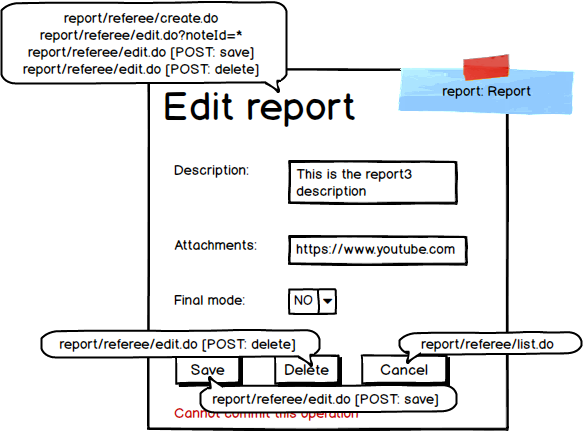 report/referee/create.do
report/referee/edit.do?noteId=*
report/referee/edit.do [POST: save]
report/referee/edit.do [POST: delete]
report: Report
Edit report
Description:
This is the report3
description
Attachments:
https://www.youtube.com
Final mode:
NO
report/referee/edit.do [POST: delete]
report/referee/list.do
Save
Delete
Cancel
report/referee/edit.do [POST: save]
Cannot commit this operation